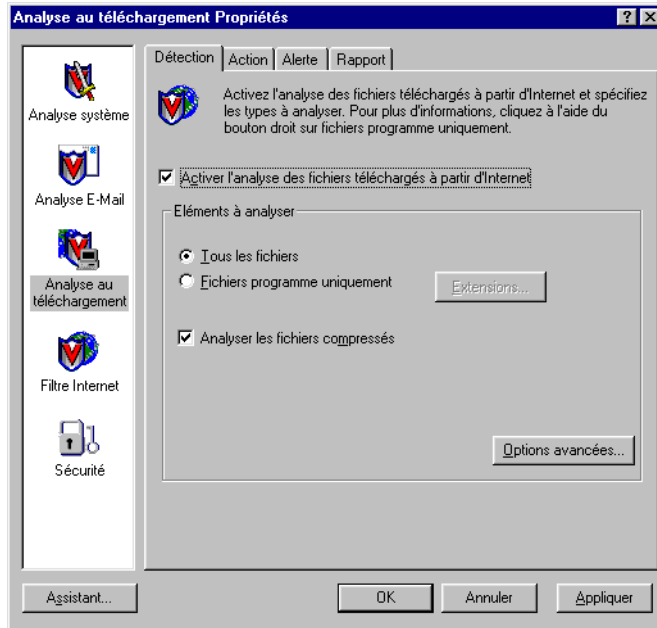 Analyse au téléchargement Propriétés
Analyse système
Analyse E-Mail
Analyse au
téléchargement
Filtre Internet
Sécurité
Détection
Action
Alerte
Rapport
Activez l'analyse des fichiers téléchargés à partir d'Internet et spécifiez
les types à analyser. Pour plus d'informations, cliquez à l'aide du
bouton droit sur fichiers programme uniquement.
Activer l'analyse des fichiers téléchargés à partir d'Internet
Eléments à analyser
Tous les fichiers
Fichiers programme uniquement
Extensions...
Analyser les fichiers compressés
Options avancées...
Assistant...
OK
Annuler
Appliquer